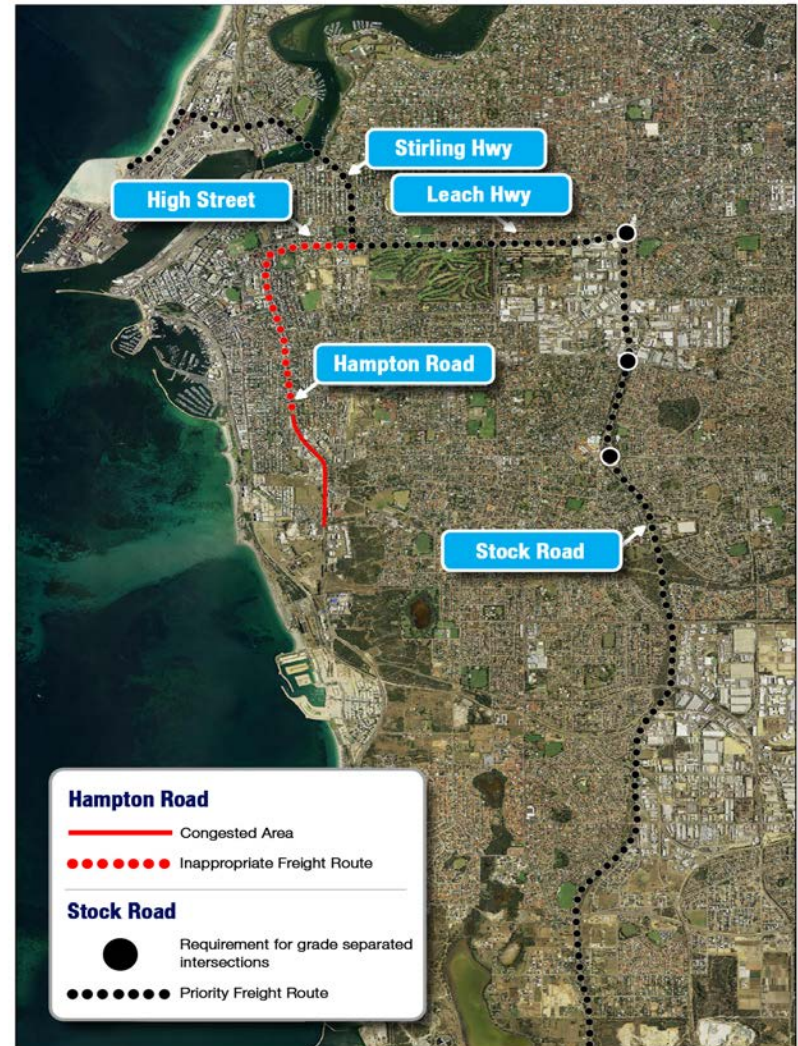 Stirling Hwy
High Street
Leach Hwy
Hampton Road
Stock Road
Hampton Road
Congested Area
Inappropriate Freight Route
Stock Road
Requirement for grade separated
intersections
Priority Freight Route